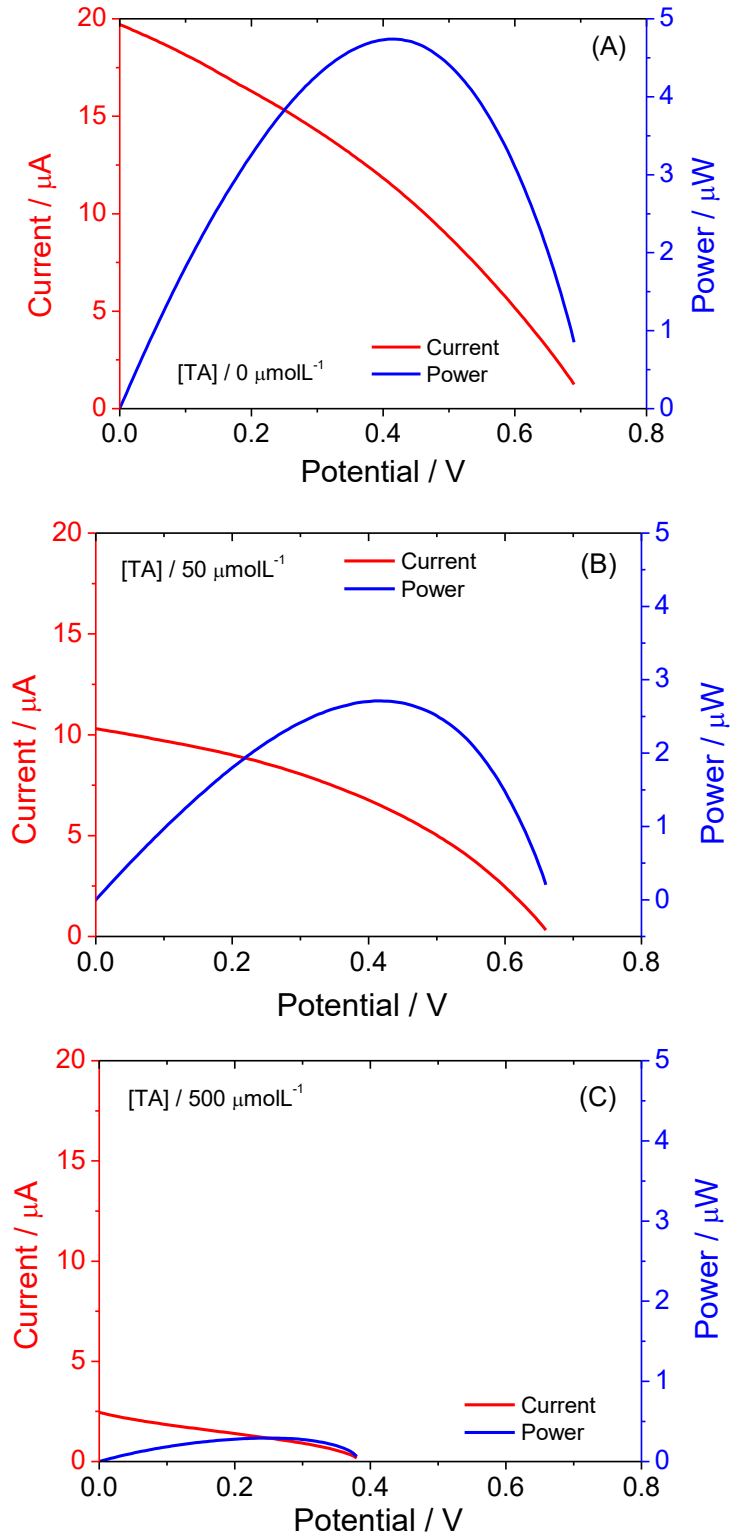 (A)
20
15
10
5
0
Current / μA
5
4
3
2
1
0
Power / μW
Current
Power
[TA] / 0 μmolL⁻¹
0.0 0.2 0.4 0.6 0.8
Potential / V
(B)
[TA] / 50 μmolL⁻¹
Current
Power
20
15
10
5
0
Current / μA
5
4
3
2
1
0
Power / μW
0.0 0.2 0.4 0.6 0.8
Potential / V
(C)
[TA] / 500 μmolL⁻¹
20
15
10
5
0
Current / μA
5
4
3
2
1
0
Power / μW
Current
Power
0.0 0.2 0.4 0.6 0.8
Potential / V